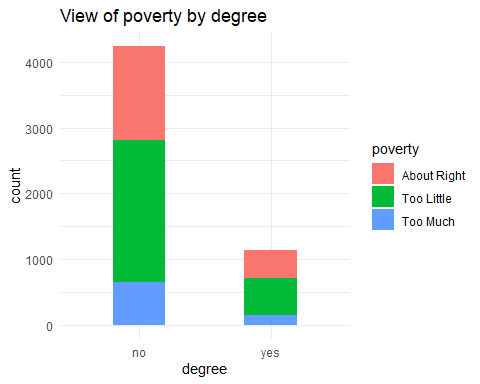 View of poverty by degree
4000
3000
2000
1000
0
count
no yes
degree
poverty
About Right
Too Little
Too Much